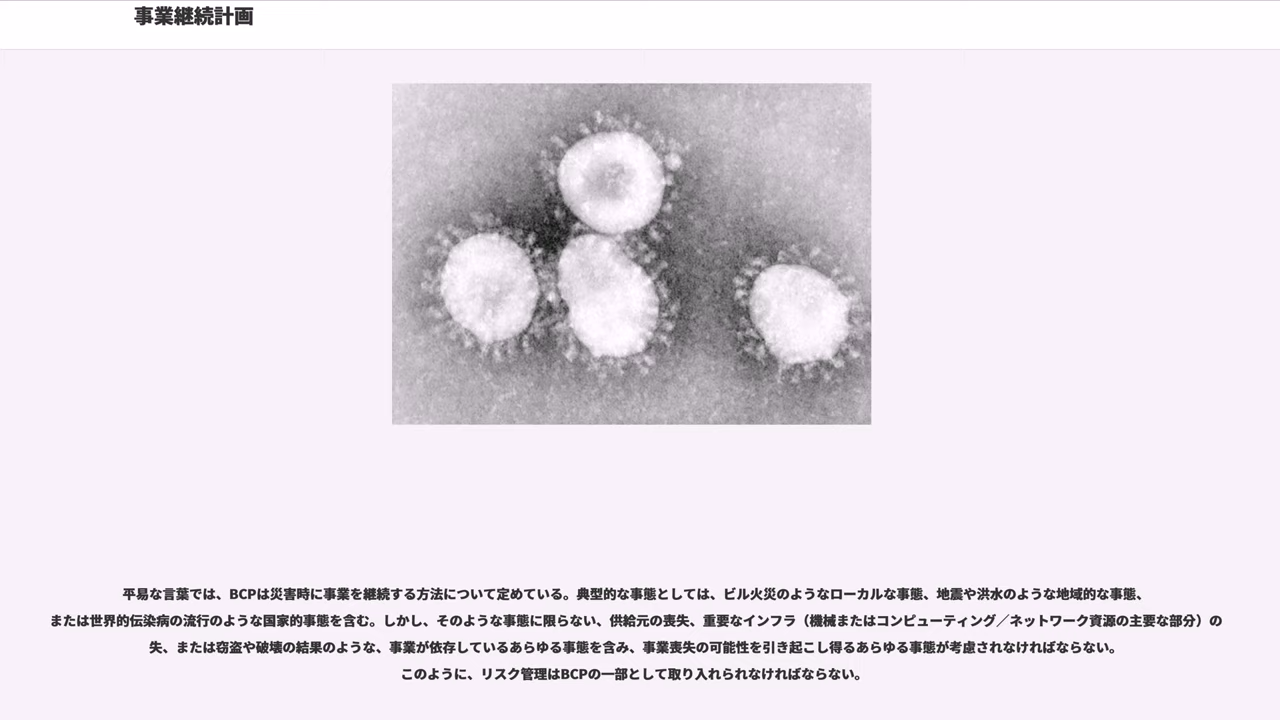 事業継続計画
平易な言葉では、BCPは災害時に事業を継続する方法について定めている。典型的な事態としては、ビル火災のようなローカルな事態、地震や洪水のような地域的な事態、
または世界的伝染病の流行のような国家的事態を含む。しかし、そのような事態に限らない、供給元の喪失、重要なインフラ（機械またはコンピューティング／ネットワーク資源の主要な部分）の
失、または窃盗や破壊の結果のような、事業が依存しているあらゆる事態を含み、事業喪失の可能性を引き起こし得るあらゆる事態が考慮されなければならない。
このように、リスク管理はBCPの一部として取り入れられなければならない。